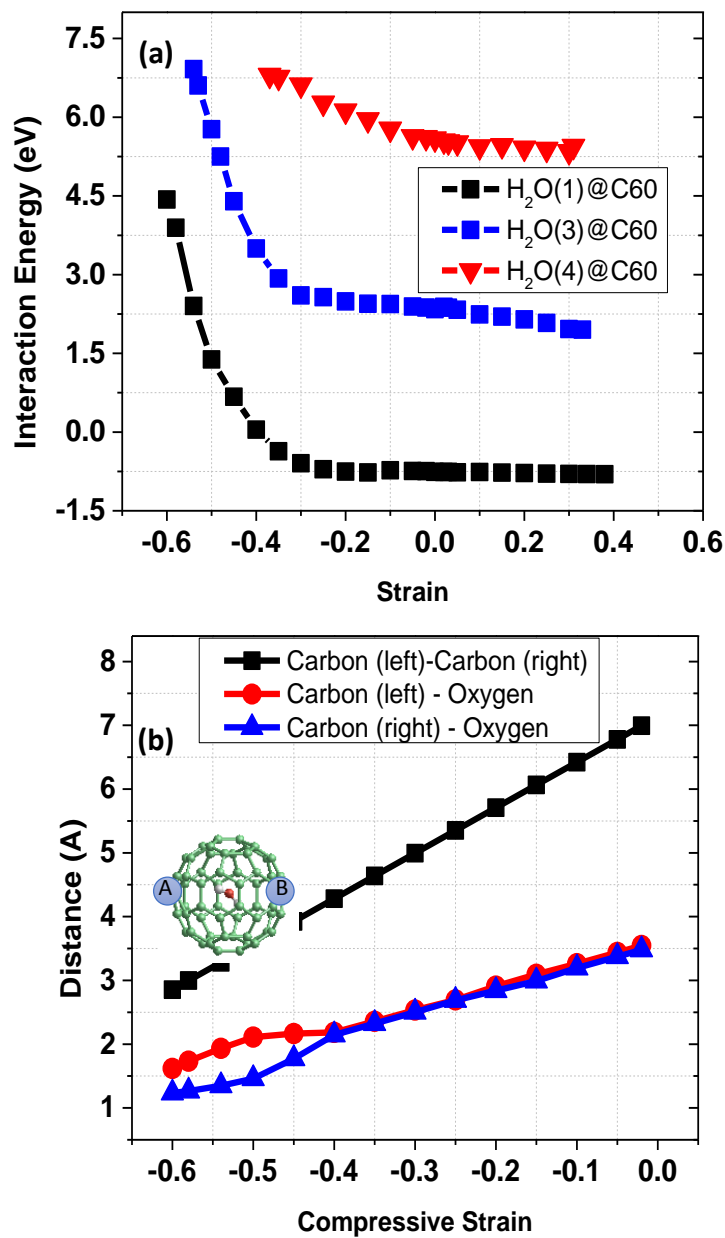 (a)
7.5
6.0
4.5
3.0
1.5
0.0
-1.5
Interaction Energy (eV)
H₂O(1)@C60
H₂O(3)@C60
H₂O(4)@C60
-0.6 -0.4 -0.2 0.0 0.2 0.4 0.6
Strain
(b)
8
7
6
5
4
3
2
1
Distance (A)
Carbon (left)-Carbon (right)
Carbon (left) - Oxygen
Carbon (right) - Oxygen
A B
-0.6 -0.5 -0.4 -0.3 -0.2 -0.1 0.0
Compressive Strain